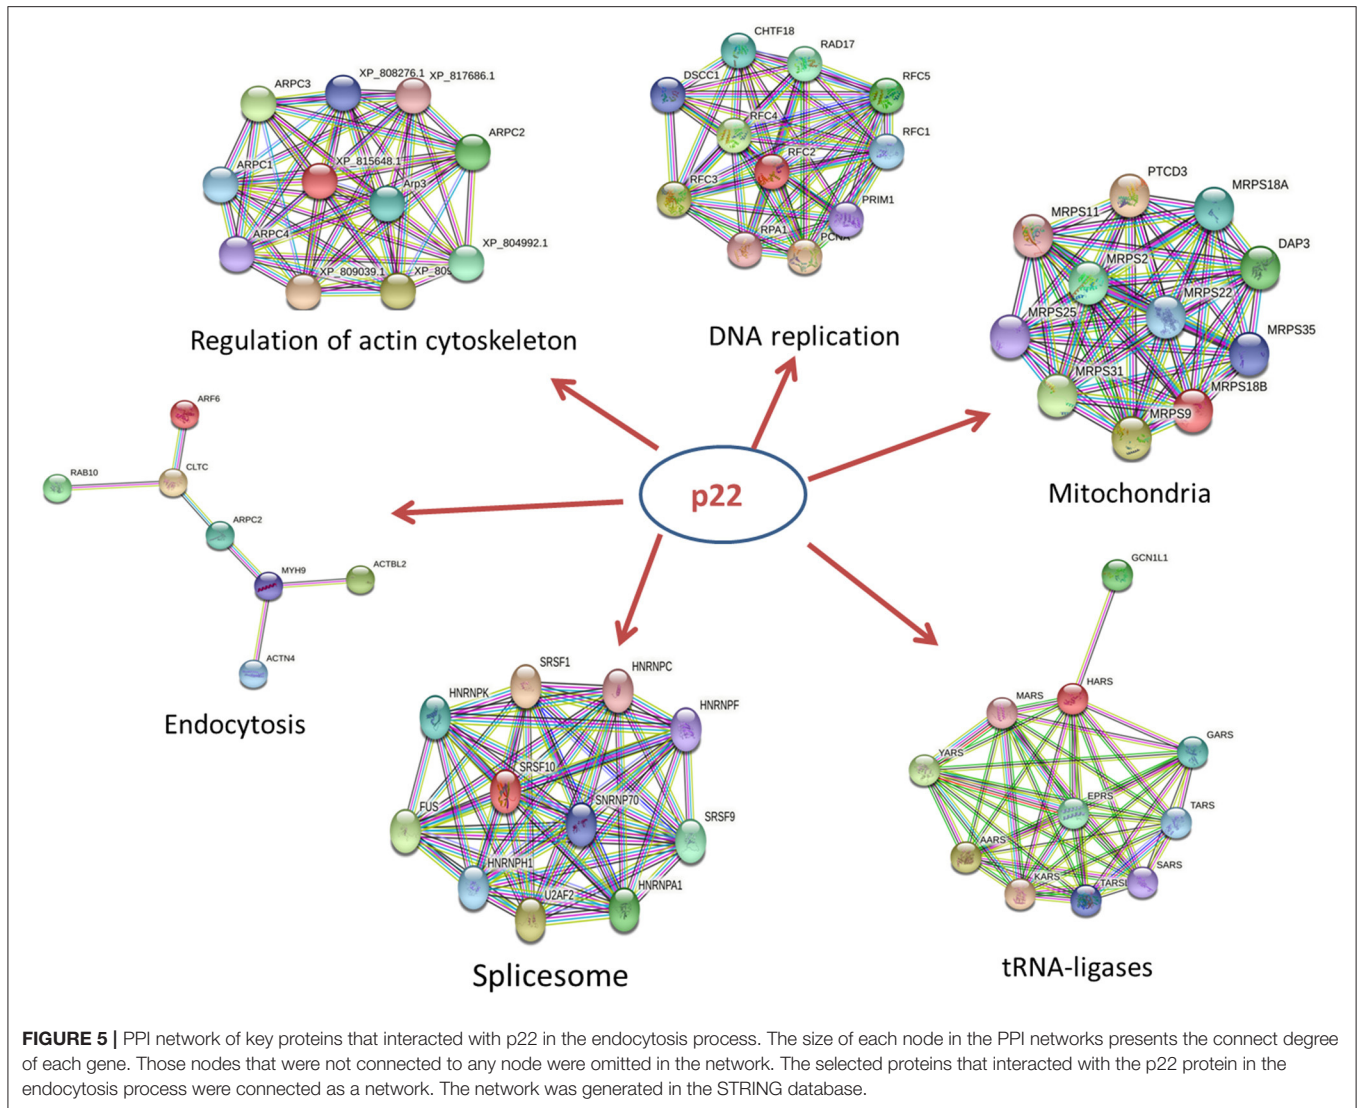 CHTF18
RAD17
XP_808276.1
XP_817686.1
ARPC3
DSCC1
RFC5
RFC4
ARPC2
RFC1
XP_815648.1
RFC2
ARPC1
Arp3
RFC3
PRIM1
ARPC4
RPA1
PCNA
XP_804992.1
XP_809039.1
XP_809
Regulation of actin cytoskeleton
DNA replication
PTCD3
MRPS18A
MRPS11
DAP3
MRPS2
MRPS22
MRPS25
MRPS35
MRPS31
MRPS18B
MRPS9
Mitochondria
ARF6
RAB10
CLTC
ARPC2
MYH9
ACTBL2
ACTN4
Endocytosis
p22
SRSF1
HNRNPC
HNRNPK
HNRNPF
SRSF10
SNRNP70
FUS
SRSF9
HNRNPH1
U2AF2
HNRNPA1
Splicesome
GCN1L1
HARS
MARS
GARS
YARS
EPRS
TARS
AARS
SARS
KARS
tRNA-ligases
FIGURE 5 | PPI network of key proteins that interacted with p22 in the endocytosis process. The size of each node in the PPI networks presents the connect degree
of each gene. Those nodes that were not connected to any node were omitted in the network. The selected proteins that interacted with the p22 protein in the
endocytosis process were connected as a network. The network was generated in the STRING database.